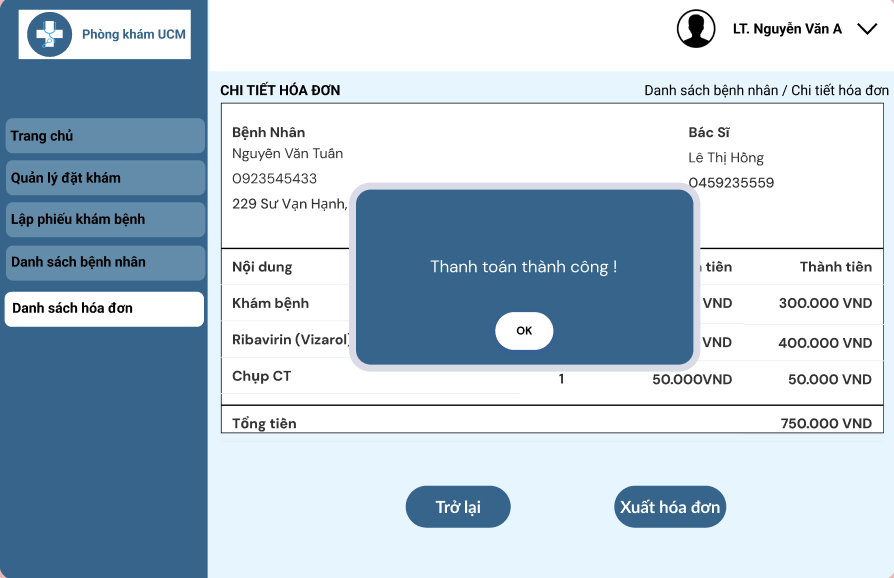 Phòng khám UCM
LT. Nguyễn Văn A
CHI TIẾT HÓA ĐƠN
Danh sách bệnh nhân / Chi tiết hóa đơn
Trang chủ
Quản lý đặt khám
Lập phiếu khám bệnh
Danh sách bệnh nhân
Danh sách hóa đơn
Bệnh Nhân
Nguyễn Văn Tuấn
0923545433
229 Sư Vạn Hạnh,
Bác Sĩ
Lê Thị Hồng
0459235559
Thanh toán thành công !
OK
Nội dung
tiền
Thành tiền
Khám bệnh
VND
300.000 VND
Ribavirin (Vizarol)
VND
400.000 VND
Chụp CT
1
50.000VND
50.000 VND
Tổng tiền
750.000 VND
Trở lại
Xuất hóa đơn